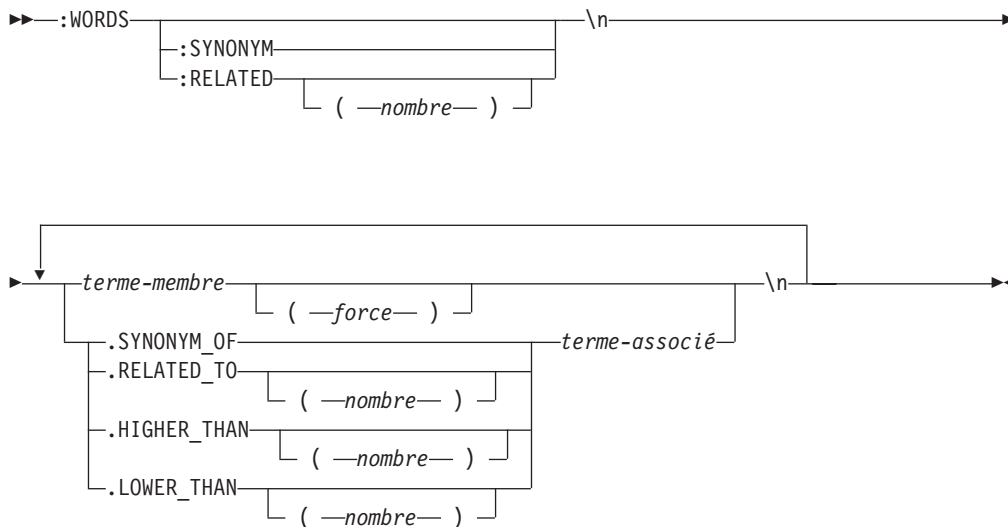 :WORDS \n
:SYNONYM
:RELATED
( nombre )
terme-membre \n
( force )
.SYNONYM_OF terme-associé
.RELATED_TO
( nombre )
.HIGHER_THAN
( nombre )
.LOWER_THAN
( nombre )